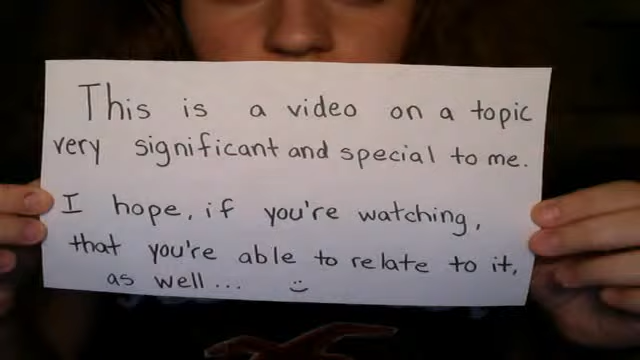 This is a video on a topic
very significant and special to me.
I hope, if you're watching,
that you're able to relate to it,
as well... :)